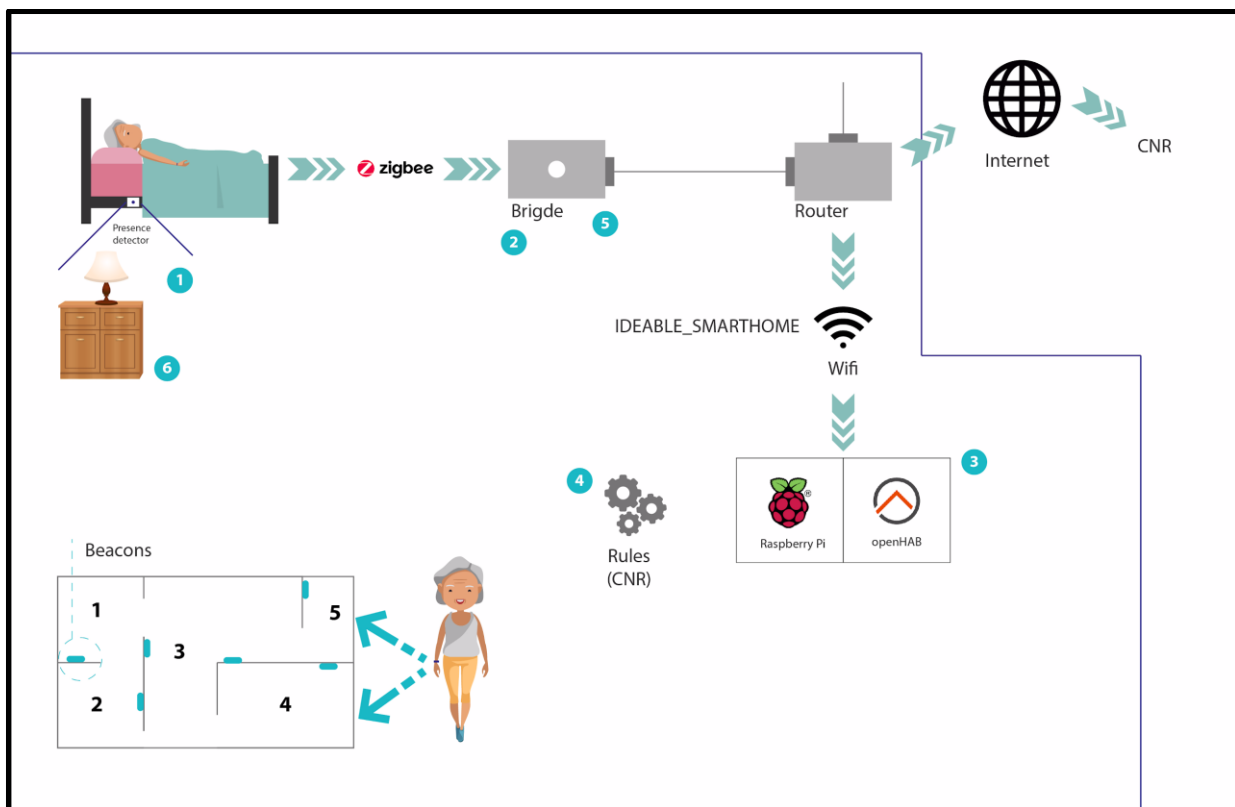 Presence
detector
1
6
zigbee
Brigde
2
5
Router
Internet
CNR
IDEABLE_SMARTHOME
Wifi
3
4
Raspberry Pi
®
openHAB
Rules
(CNR)
Beacons
1
2
3
4
5